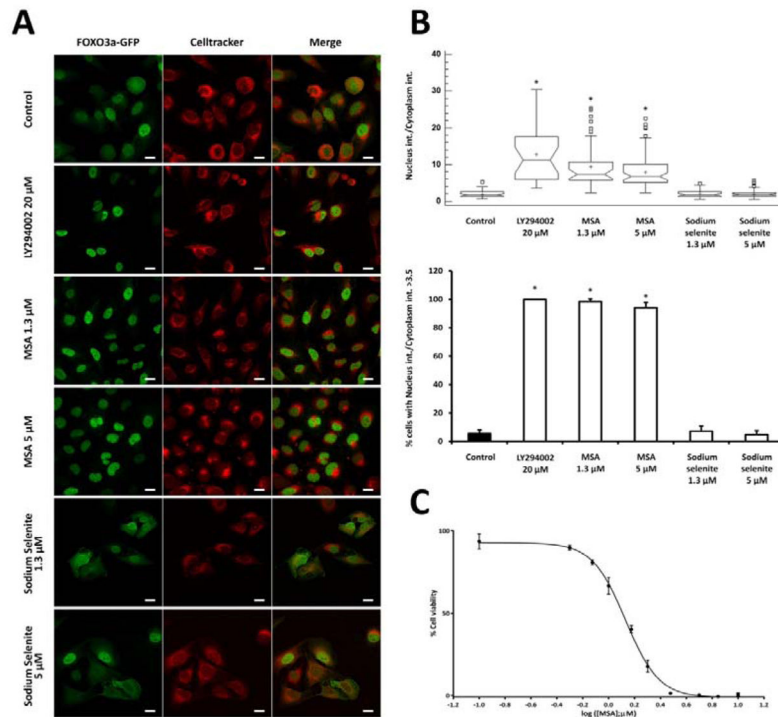 A
FOXO3a-GFP Celltracker Merge
Control
LY294002 20 μM
MSA 1.3 μM
MSA 5 μM
Sodium Selenite
1.3 μM
Sodium Selenite
5 μM
B
Nucleus int./Cytoplasm int.
40
30
20
10
0
* * *
Control LY294002 MSA MSA Sodium Sodium
20 μM 1.3 μM 5 μM selenite selenite
1.3 μM 5 μM
% cells with Nucleus int./Cytoplasm int. >3.5
120
100
80
60
40
20
0
* * *
Control LY294002 MSA MSA Sodium Sodium
20 μM 1.3 μM 5 μM selenite selenite
1.3 μM 5 μM
C
% Cell viability
100
50
0
-1.0 -0.8 -0.6 -0.4 -0.2 0.0 0.2 0.4 0.6 0.8 1.0 1.2
log ([MSA];μM)